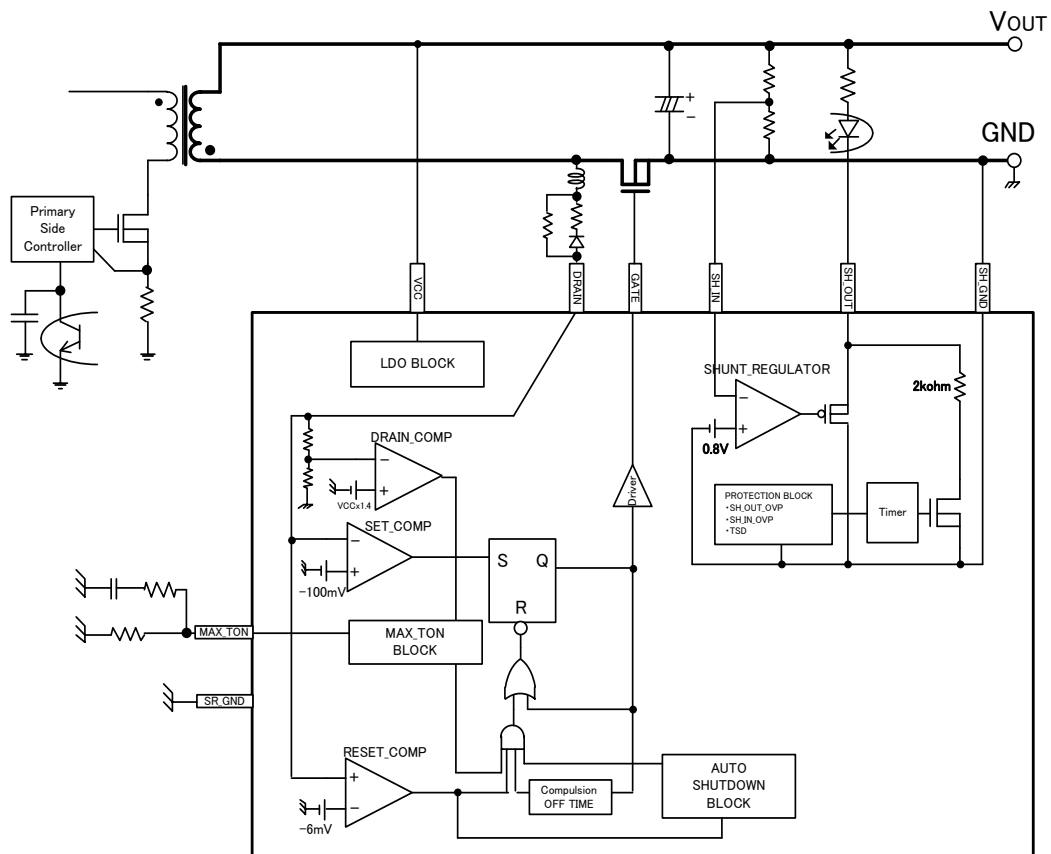 VOUT
GND
Primary
Side
Controller
VCC
DRAIN
GATE
SH_IN
SH_OUT
SH_GND
LDO BLOCK
SHUNT_REGULATOR
2kohm
0.8V
DRAIN_COMP
VCCx1.4
Driver
PROTECTION BLOCK
・SH_OUT_OVP
・SH_IN_OVP
・TSD
Timer
SET_COMP
-100mV
S Q
R
MAX_TON
MAX_TON
BLOCK
SR_GND
RESET_COMP
-6mV
Compulsion
OFF TIME
AUTO
SHUTDOWN
BLOCK